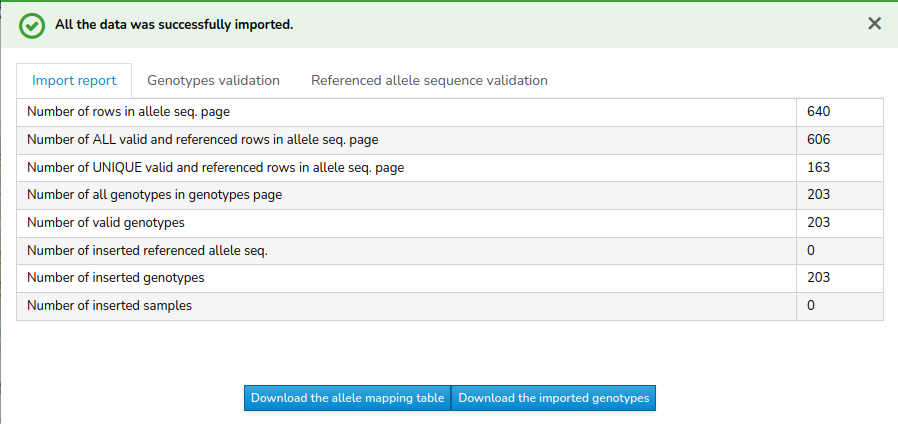 All the data was successfully imported.
Import report Genotypes validation Referenced allele sequence validation
Number of rows in allele seq. page 640
Number of ALL valid and referenced rows in allele seq. page 606
Number of UNIQUE valid and referenced rows in allele seq. page 163
Number of all genotypes in genotypes page 203
Number of valid genotypes 203
Number of inserted referenced allele seq. 0
Number of inserted genotypes 203
Number of inserted samples 0
Download the allele mapping table Download the imported genotypes